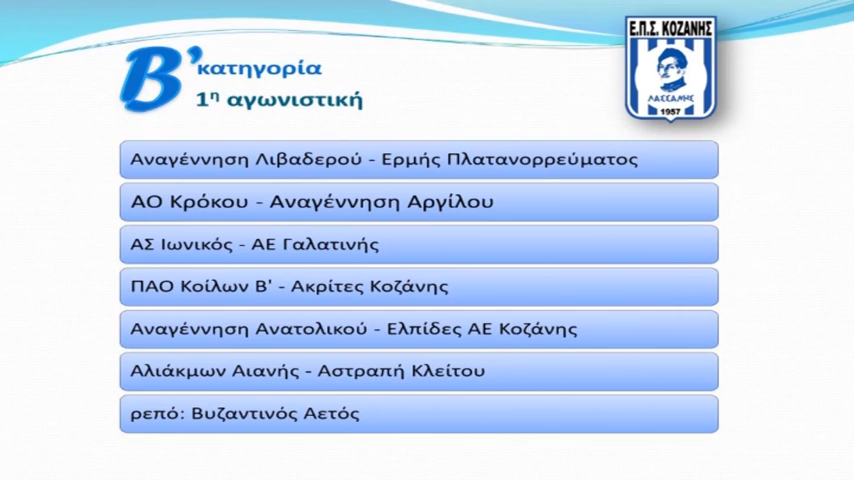 Ε.Π.Σ. ΚΟΖΑΝΗΣ
ΛΑΣΣΑΝΗΣ
1957
Β' κατηγορία
1η αγωνιστική
Αναγέννηση Λιβαδερού - Ερμής Πλατανορρεύματος
ΑΟ Κρόκου - Αναγέννηση Αργίλου
ΑΣ Ιωνικός - ΑΕ Γαλατινής
ΠΑΟ Κοίλων Β' - Ακρίτες Κοζάνης
Αναγέννηση Ανατολικού - Ελπίδες ΑΕ Κοζάνης
Αλιάκμων Αιανής - Αστραπή Κλείτου
ρεπό: Βυζαντινός Αετός